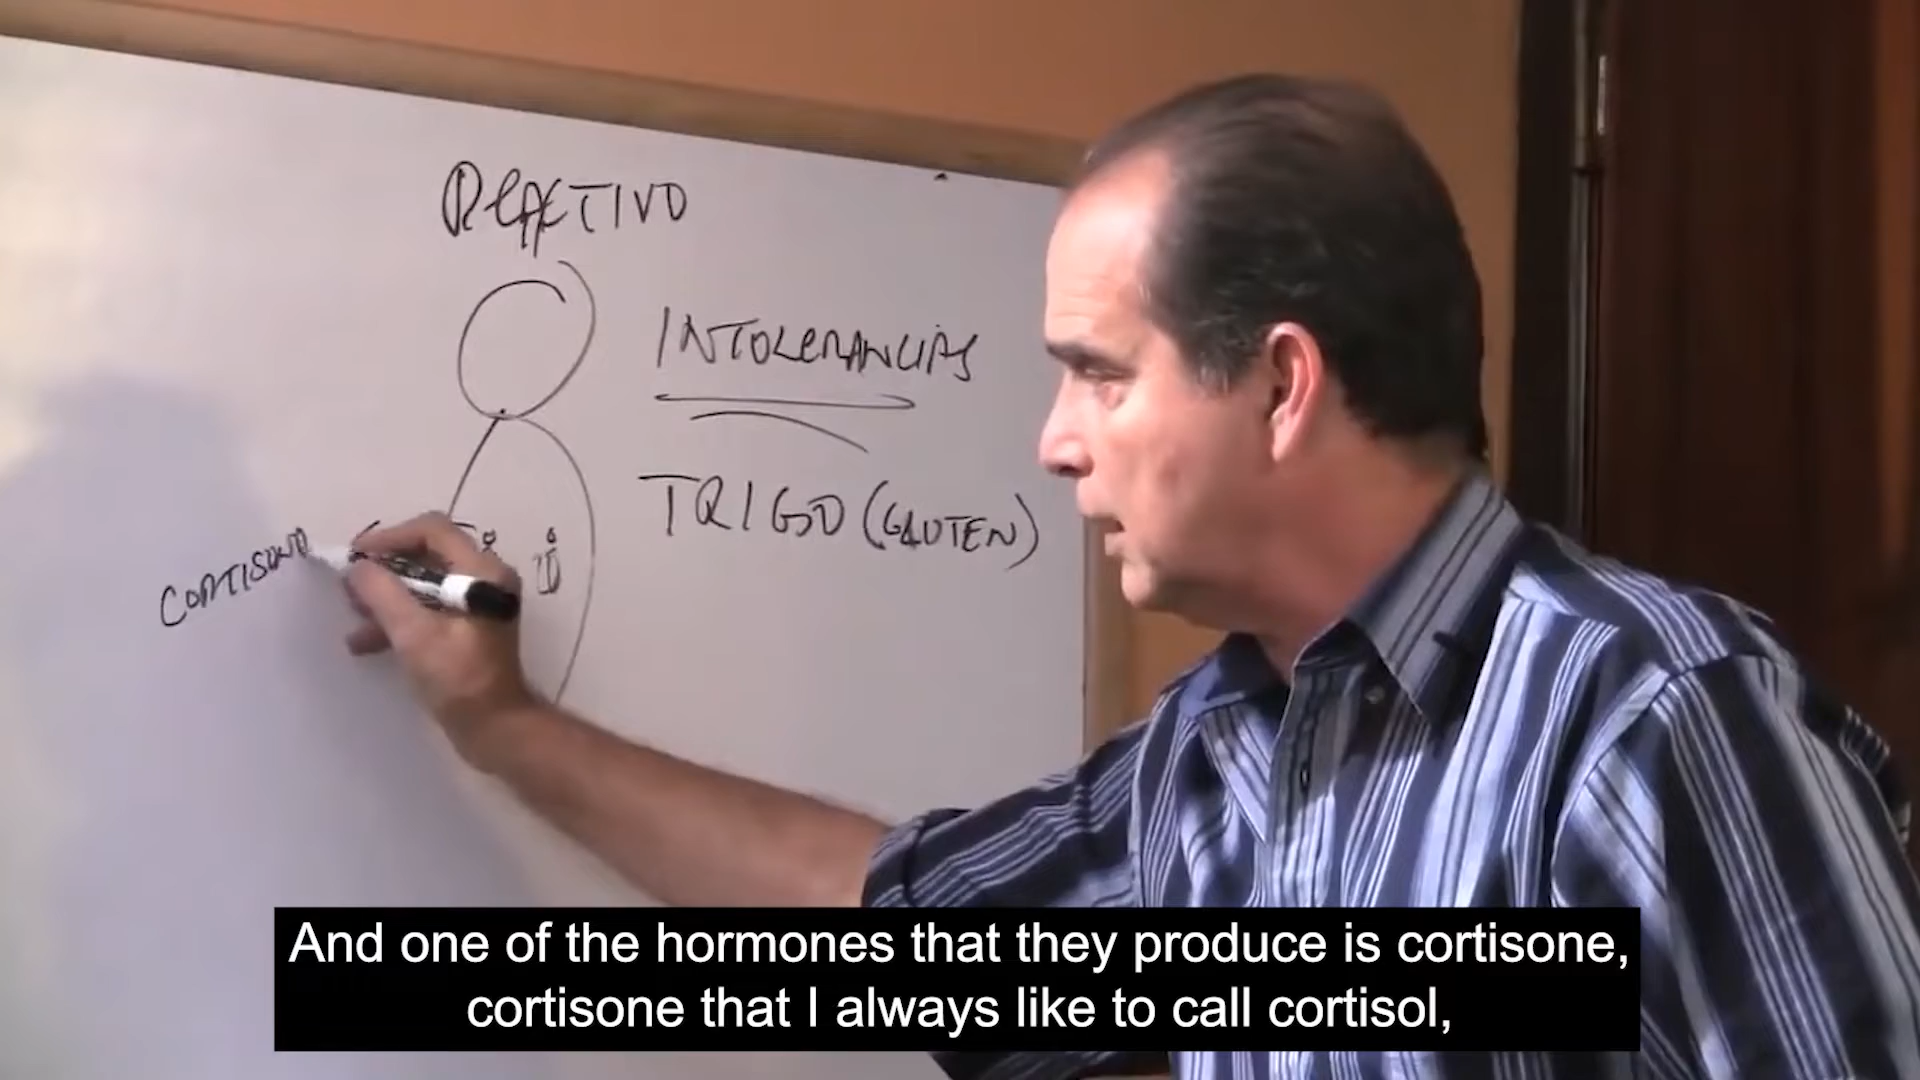 REACTIVO
INTOLERANCIAS
TRIGO (GLUTEN)
CORTISONO
And one of the hormones that they produce is cortisone,
cortisone that I always like to call cortisol,